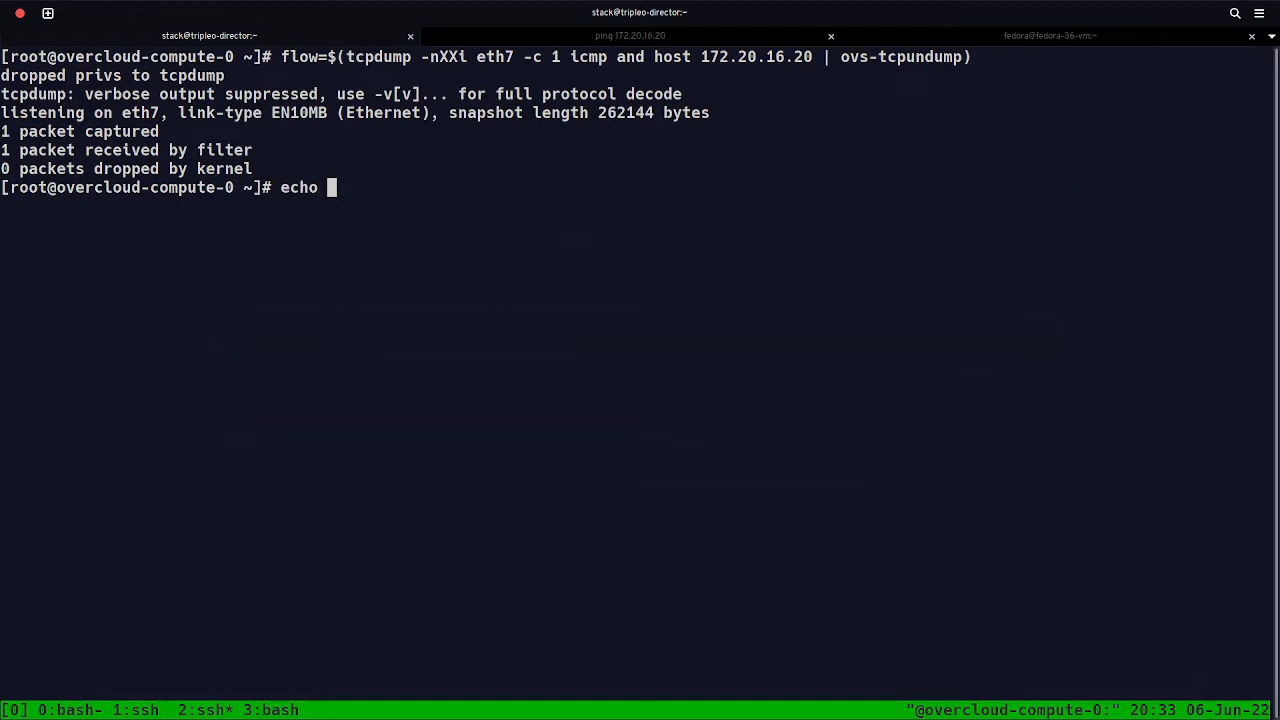 stack@tripleo-director:~
stack@tripleo-director:~
ping 172.20.16.20
fedora@fedora-36-vm:~
[root@overcloud-compute-0 ~]# flow=$(tcpdump -nXXi eth7 -c 1 icmp and host 172.20.16.20 | ovs-tcpundump)
dropped privs to tcpdump
tcpdump: verbose output suppressed, use -v[v]... for full protocol decode
listening on eth7, link-type EN10MB (Ethernet), snapshot length 262144 bytes
1 packet captured
1 packet received by filter
0 packets dropped by kernel
[root@overcloud-compute-0 ~]# echo
[0] 0:bash- 1:ssh  2:ssh* 3:bash "@overcloud-compute-0:" 20:33 06-Jun-22